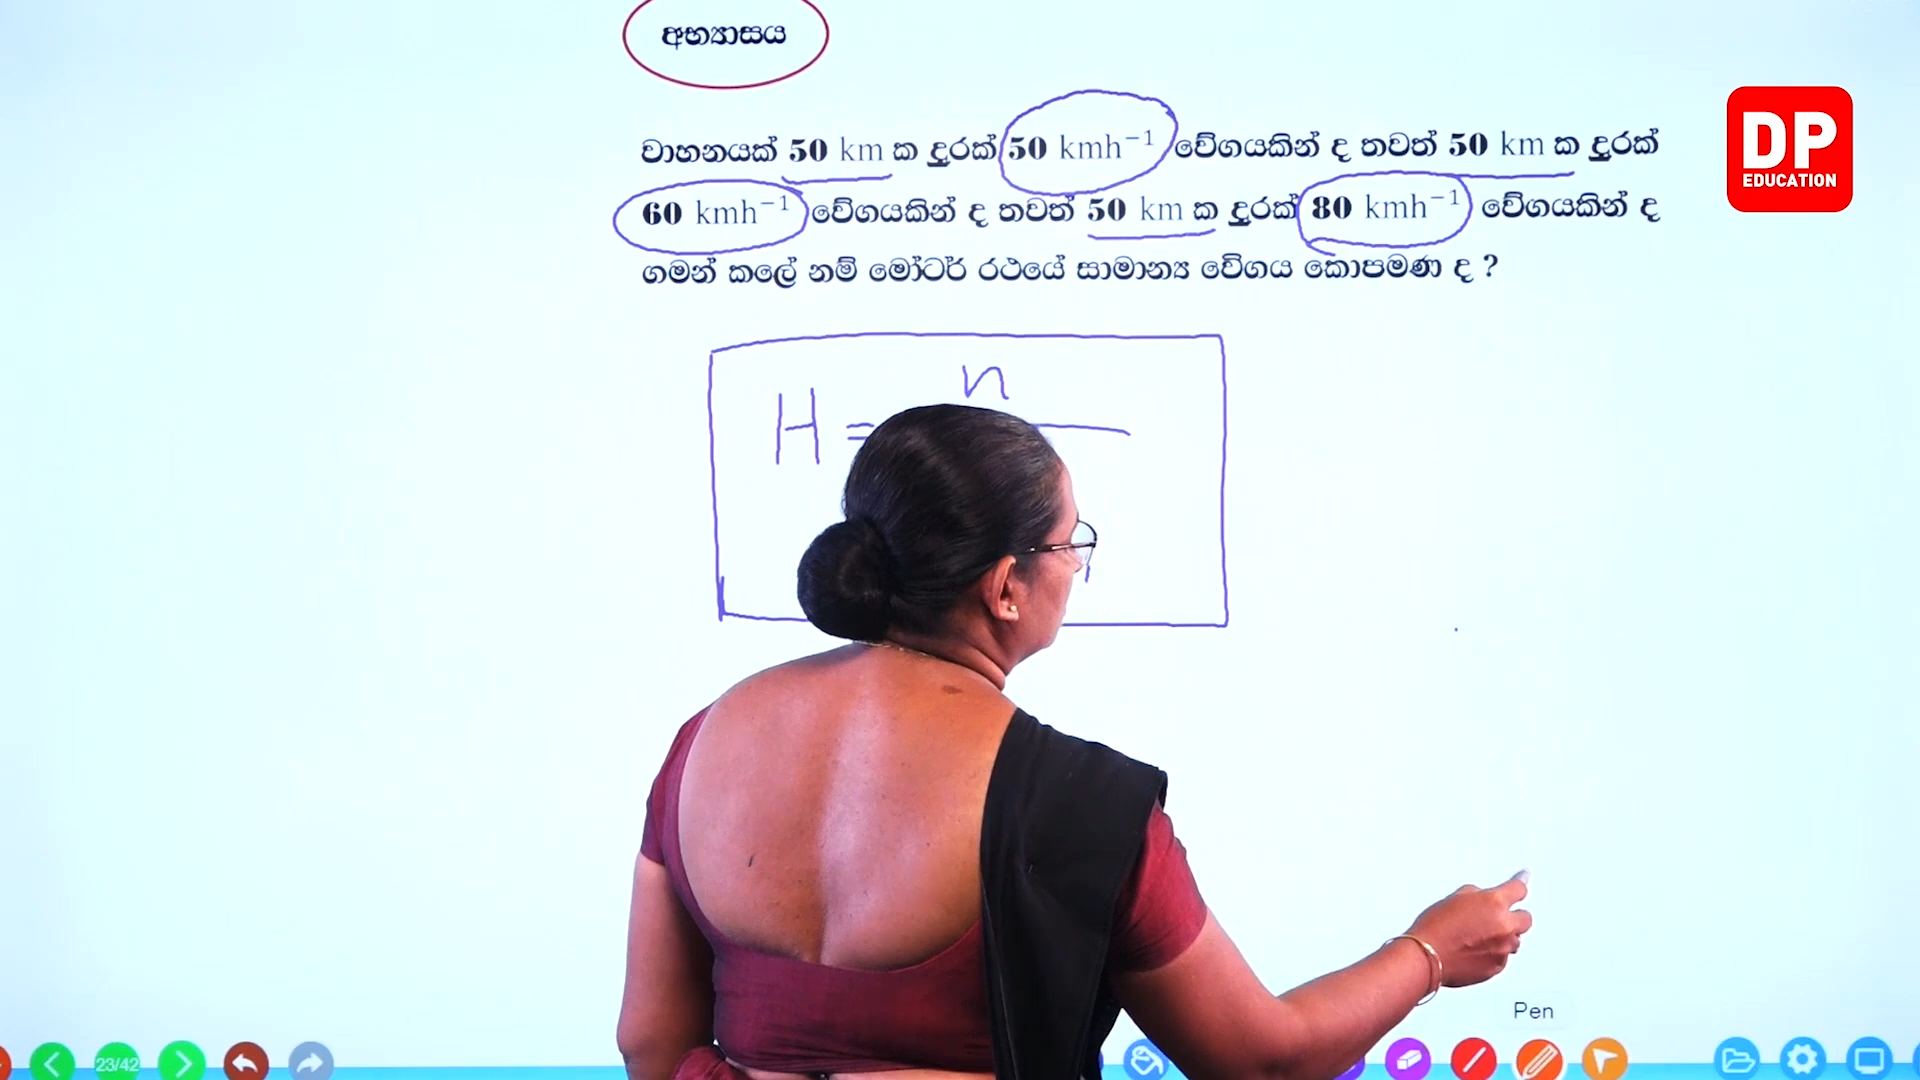 අභ්‍යාසය
වාහනයක් 50 km ක දුරක් 50 kmh⁻¹ වේගයකින් ද තවත් 50 km ක දුරක්
60 kmh⁻¹ වේගයකින් ද තවත් 50 km ක දුරක් 80 kmh⁻¹ වේගයකින් ද
ගමන් කලේ නම් මෝටර් රථයේ සාමාන්‍ය වේගය කොපමණ ද ?
DP
EDUCATION
n
H =
Pen
23/42